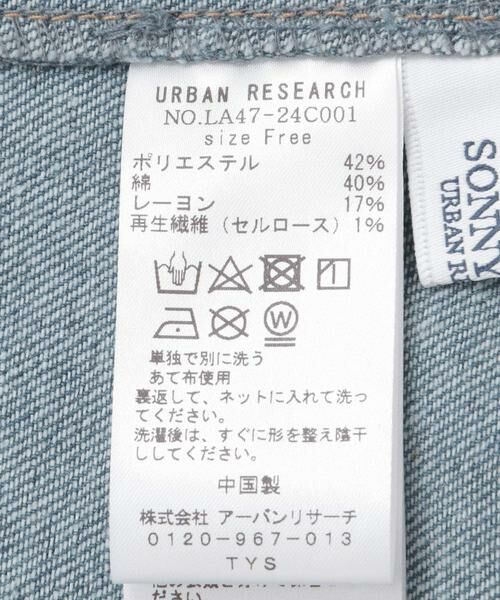 URBAN RESEARCH
NO.LA47-24C001
size Free
ポリエステル 42%
綿 40%
レーヨン 17%
再生繊維（セルロース）1%
W
単独で別に洗う
あて布使用
裏返して、ネットに入れて洗っ
てください。
洗濯後は、すぐに形を整え陰干
ししてください。
中国製
株式会社 アーバンリサーチ
0120-967-013
TYS
SONNY
URBAN R